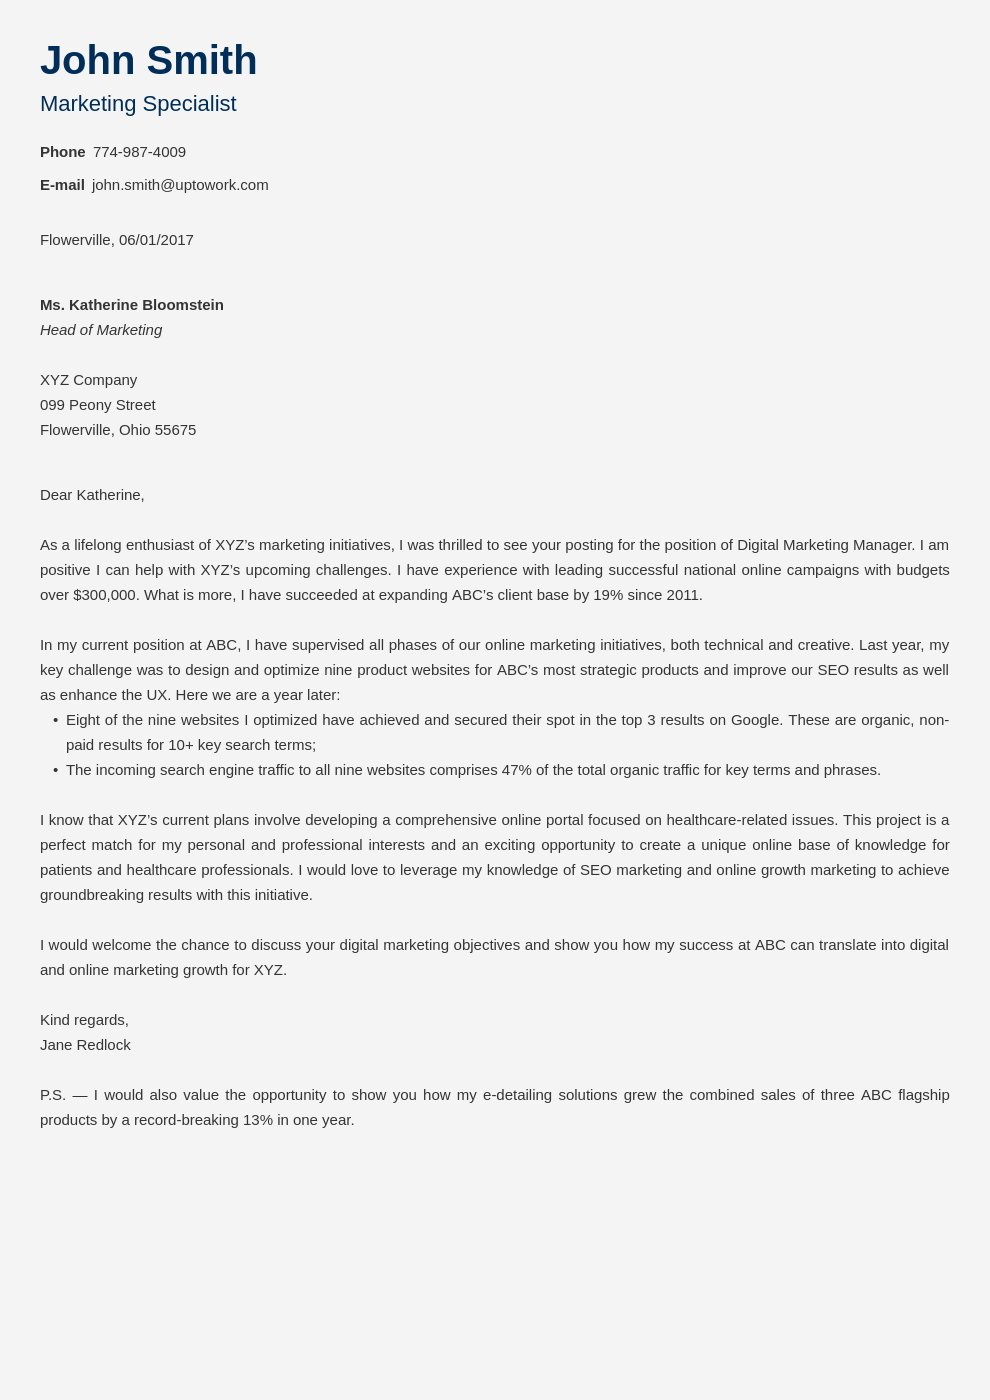 John Smith
Marketing Specialist
Phone 774-987-4009
E-mail john.smith@uptowork.com
Flowerville, 06/01/2017
Ms. Katherine Bloomstein
Head of Marketing
XYZ Company
099 Peony Street
Flowerville, Ohio 55675
Dear Katherine,
As a lifelong enthusiast of XYZ’s marketing initiatives, I was thrilled to see your posting for the position of Digital Marketing Manager. I am
positive I can help with XYZ’s upcoming challenges. I have experience with leading successful national online campaigns with budgets
over $300,000. What is more, I have succeeded at expanding ABC’s client base by 19% since 2011.
In my current position at ABC, I have supervised all phases of our online marketing initiatives, both technical and creative. Last year, my
key challenge was to design and optimize nine product websites for ABC’s most strategic products and improve our SEO results as well
as enhance the UX. Here we are a year later:
• Eight of the nine websites I optimized have achieved and secured their spot in the top 3 results on Google. These are organic, non-
paid results for 10+ key search terms;
• The incoming search engine traffic to all nine websites comprises 47% of the total organic traffic for key terms and phrases.
I know that XYZ’s current plans involve developing a comprehensive online portal focused on healthcare-related issues. This project is a
perfect match for my personal and professional interests and an exciting opportunity to create a unique online base of knowledge for
patients and healthcare professionals. I would love to leverage my knowledge of SEO marketing and online growth marketing to achieve
groundbreaking results with this initiative.
I would welcome the chance to discuss your digital marketing objectives and show you how my success at ABC can translate into digital
and online marketing growth for XYZ.
Kind regards,
Jane Redlock
P.S. — I would also value the opportunity to show you how my e-detailing solutions grew the combined sales of three ABC flagship
products by a record-breaking 13% in one year.